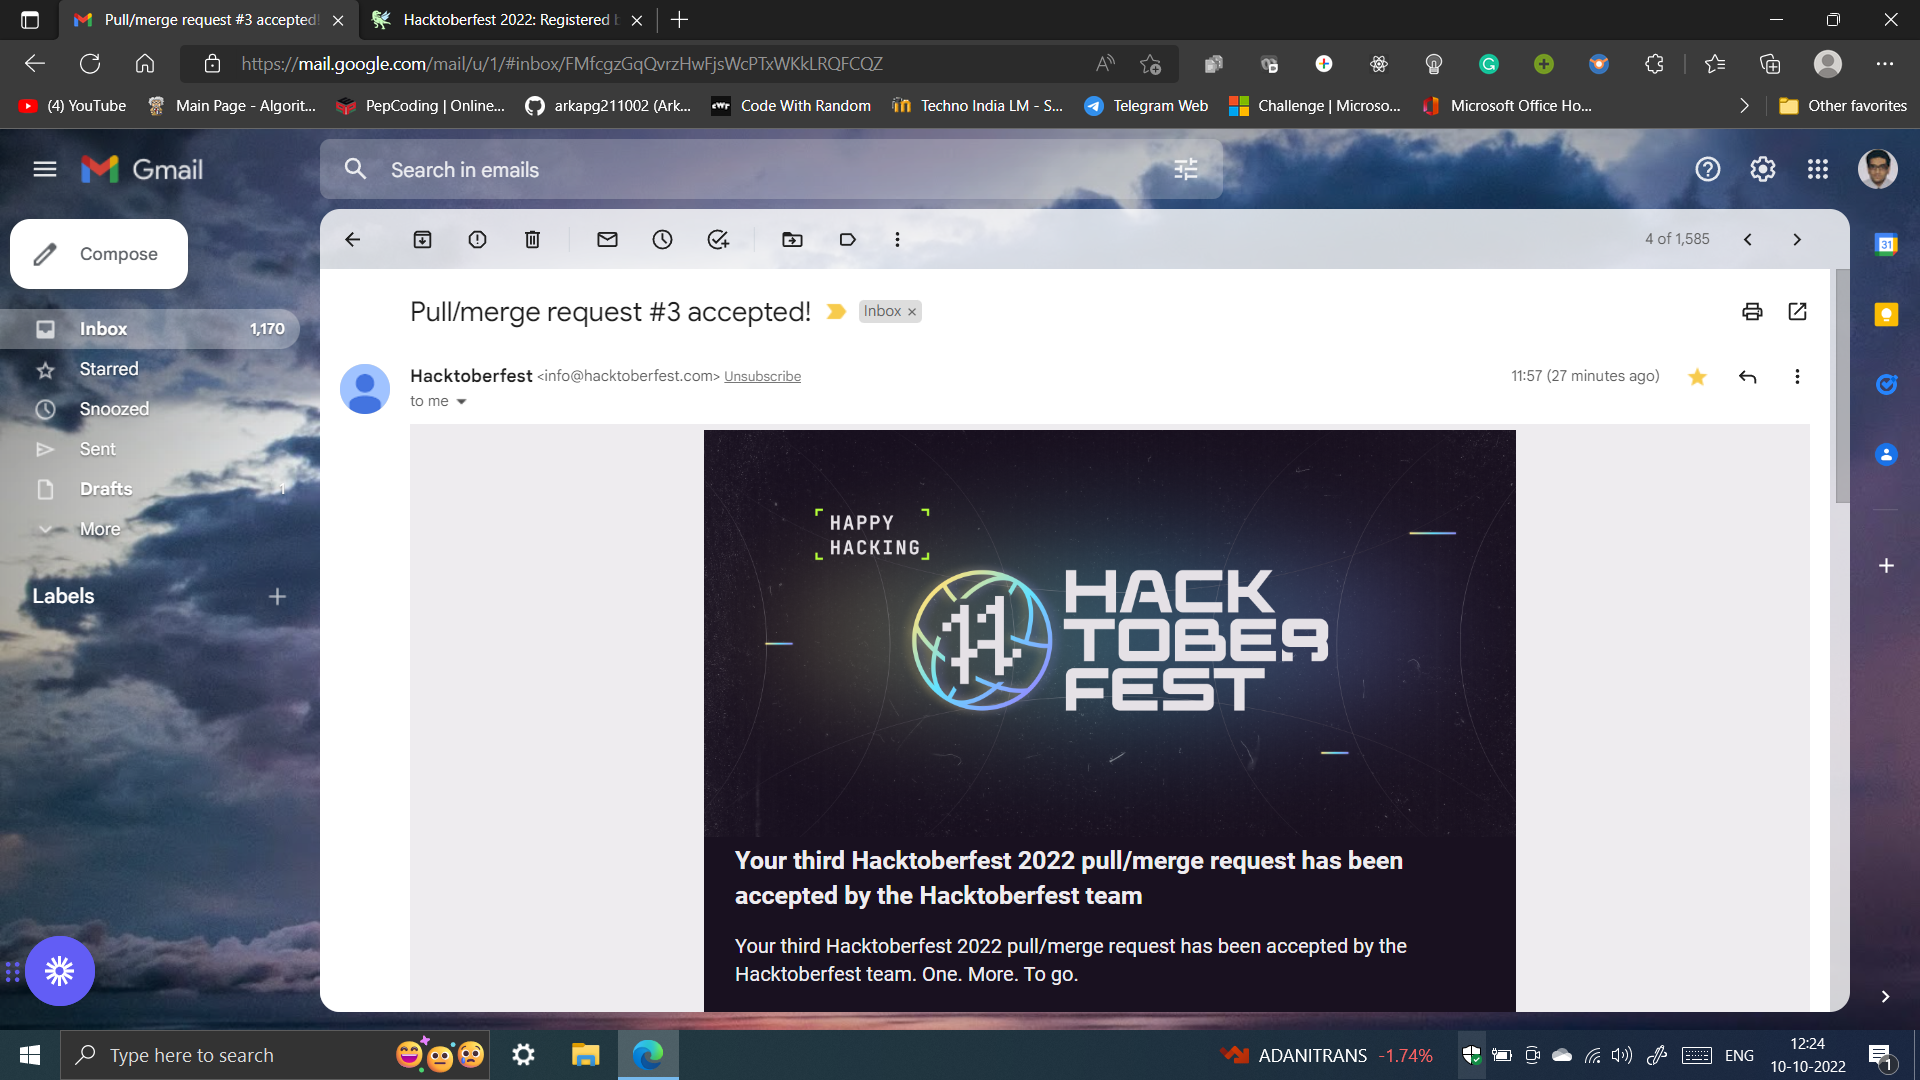 Pull/merge request #3 accepted!
Hacktoberfest 2022: Registered
https://mail.google.com/mail/u/1/#inbox/FMfcgzGqQvrzHwFjsWcPTxWKkLRQFCQZ
(4) YouTube
Main Page - Algorit...
PepCoding | Online...
arkapg211002 (Ark...
Code With Random
Techno India LM - S...
Telegram Web
Challenge | Microso...
Microsoft Office Ho...
Other favorites
Gmail
Search in emails
Compose
4 of 1,585
Inbox 1,170
Starred
Snoozed
Sent
Drafts 1
More
Labels
Pull/merge request #3 accepted!
Inbox ×
Hacktoberfest <info@hacktoberfest.com> Unsubscribe
11:57 (27 minutes ago)
to me
HAPPY
HACKING
HACK
TOBER
FEST
Your third Hacktoberfest 2022 pull/merge request has been
accepted by the Hacktoberfest team
Your third Hacktoberfest 2022 pull/merge request has been accepted by the
Hacktoberfest team. One. More. To go.
31
Type here to search
ADANITRANS -1.74%
ENG
12:24
10-10-2022
1